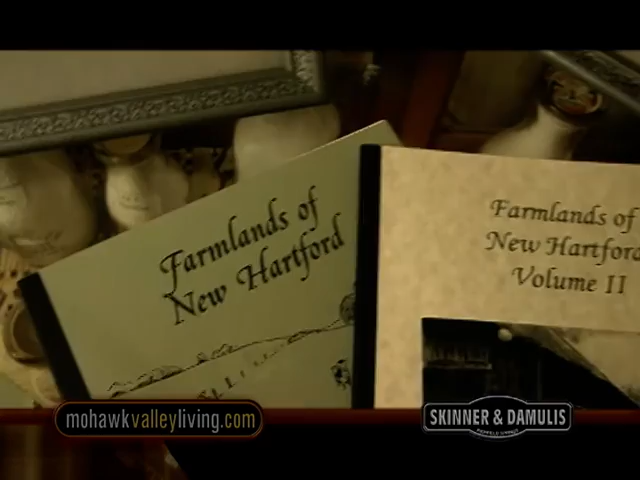 Farmlands of
New Hartford
Farmlands of
New Hartford
Volume II
mohawkvalleyliving.com
SKINNER & DAMULIS